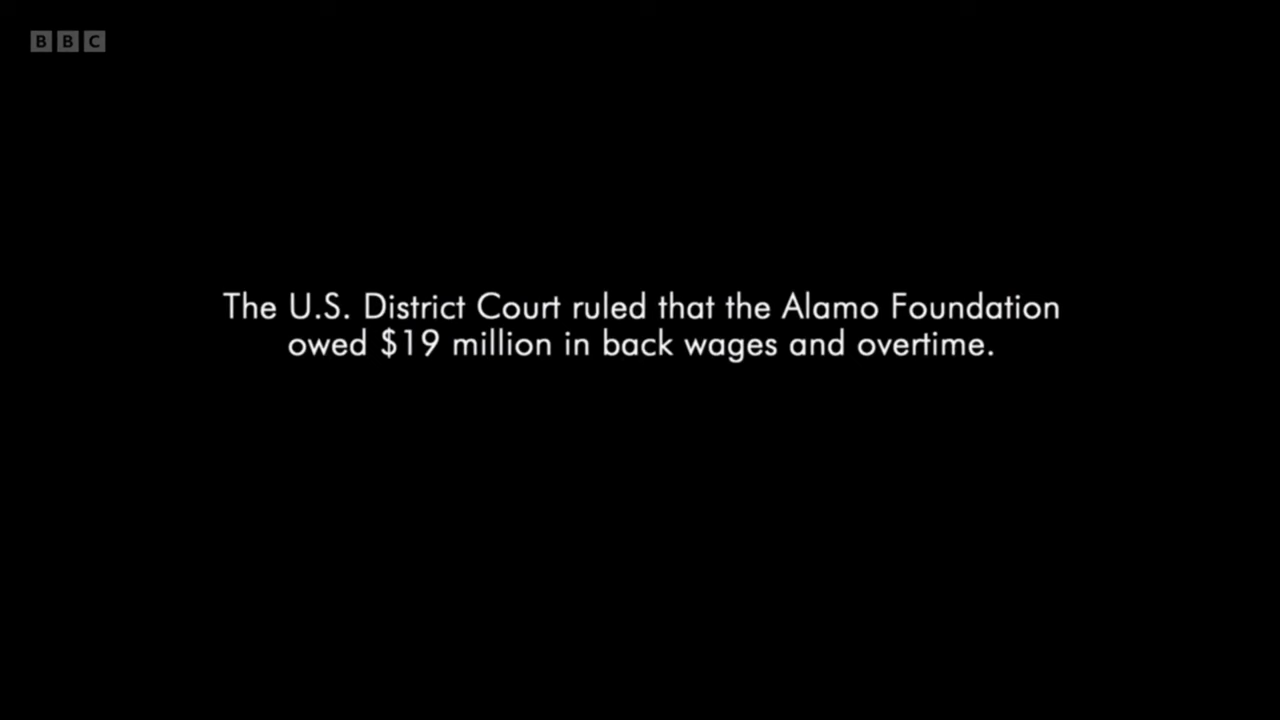 BBC
The U.S. District Court ruled that the Alamo Foundation
owed $19 million in back wages and overtime.